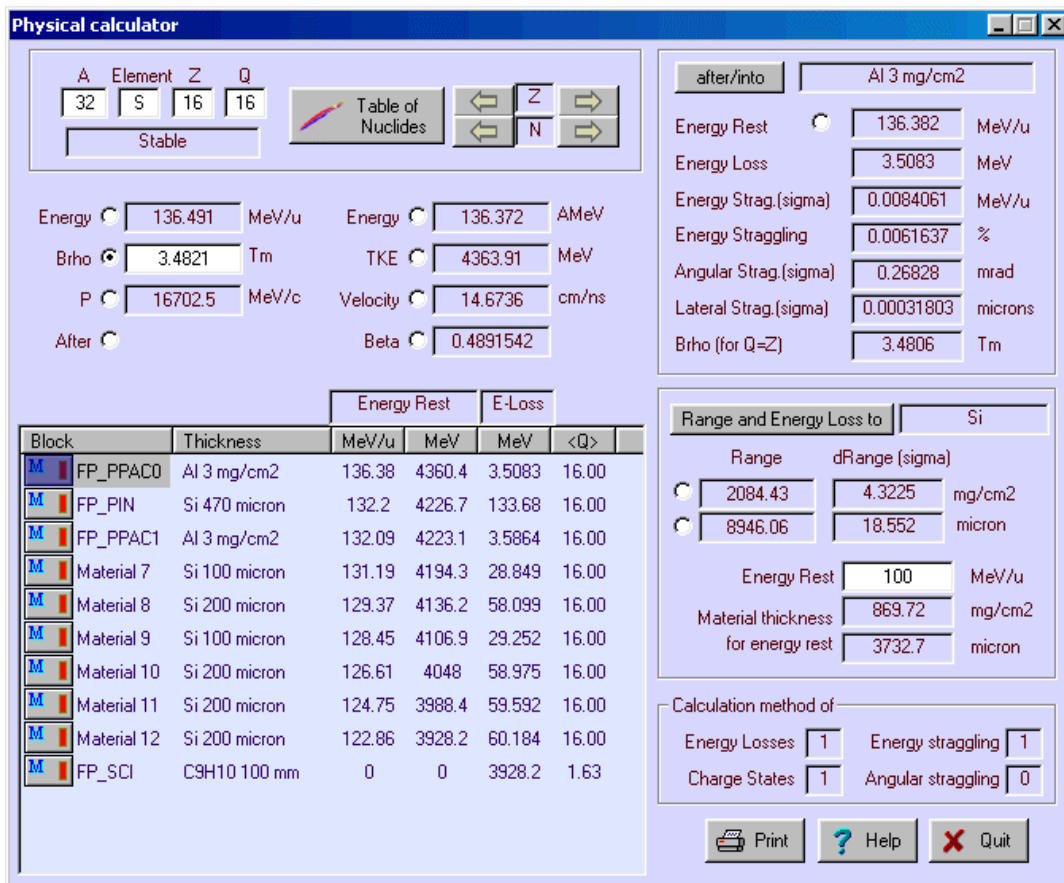 Physical calculator
A Element Z Q
32 S 16 16
Stable
Table of
Nuclides
Z
N
Energy 136.491 MeV/u
Brho 3.4821 Tm
P 16702.5 MeV/c
After
Energy 136.372 AMeV
TKE 4363.91 MeV
Velocity 14.6736 cm/ns
Beta 0.4891542
after/into Al 3 mg/cm2
Energy Rest 136.382 MeV/u
Energy Loss 3.5083 MeV
Energy Strag.(sigma) 0.0084061 MeV/u
Energy Straggling 0.0061637 %
Angular Strag.(sigma) 0.26828 mrad
Lateral Strag.(sigma) 0.00031803 microns
Brho (for Q=Z) 3.4806 Tm
Energy Rest E-Loss
Block Thickness MeV/u MeV MeV <Q>
M FP_PPAC0 Al 3 mg/cm2 136.38 4360.4 3.5083 16.00
M FP_PIN Si 470 micron 132.2 4226.7 133.68 16.00
M FP_PPAC1 Al 3 mg/cm2 132.09 4223.1 3.5864 16.00
M Material 7 Si 100 micron 131.19 4194.3 28.849 16.00
M Material 8 Si 200 micron 129.37 4136.2 58.099 16.00
M Material 9 Si 100 micron 128.45 4106.9 29.252 16.00
M Material 10 Si 200 micron 126.61 4048 58.975 16.00
M Material 11 Si 200 micron 124.75 3988.4 59.592 16.00
M Material 12 Si 200 micron 122.86 3928.2 60.184 16.00
M FP_SCI C9H10 100 mm 0 0 3928.2 1.63
Range and Energy Loss to Si
Range dRange (sigma)
2084.43 4.3225 mg/cm2
8946.06 18.552 micron
Energy Rest 100 MeV/u
Material thickness 869.72 mg/cm2
for energy rest 3732.7 micron
Calculation method of
Energy Losses 1 Energy straggling 1
Charge States 1 Angular straggling 0
Print ? Help Quit